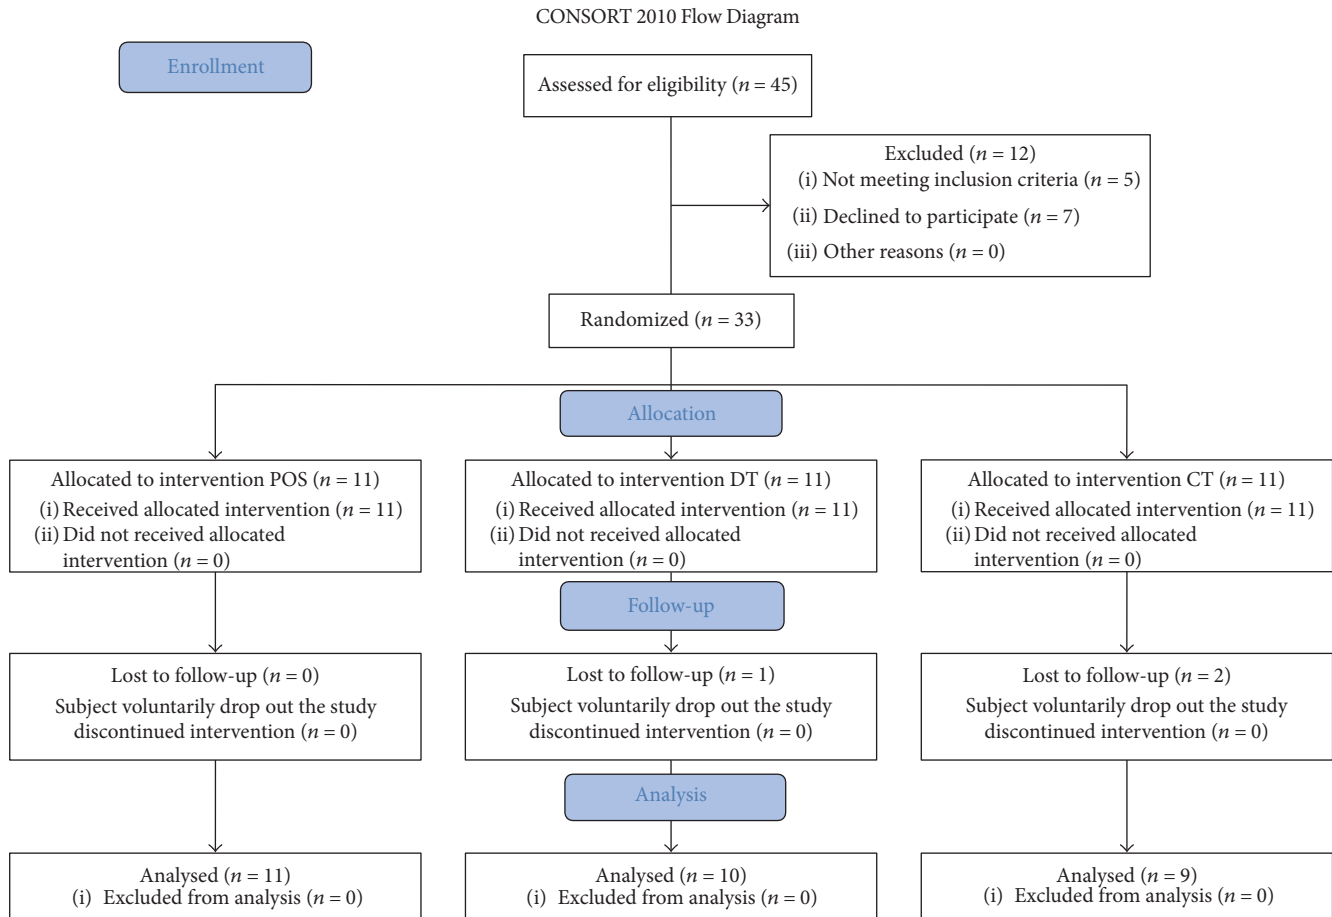 CONSORT 2010 Flow Diagram
Enrollment
Assessed for eligibility (n = 45)
Excluded (n = 12)
(i) Not meeting inclusion criteria (n = 5)
(ii) Declined to participate (n = 7)
(iii) Other reasons (n = 0)
Randomized (n = 33)
Allocation
Allocated to intervention POS (n = 11)
(i) Received allocated intervention (n = 11)
(ii) Did not received allocated
intervention (n = 0)
Allocated to intervention DT (n = 11)
(i) Received allocated intervention (n = 11)
(ii) Did not received allocated
intervention (n = 0)
Allocated to intervention CT (n = 11)
(i) Received allocated intervention (n = 11)
(ii) Did not received allocated
intervention (n = 0)
Follow-up
Lost to follow-up (n = 0)
Subject voluntarily drop out the study
discontinued intervention (n = 0)
Lost to follow-up (n = 1)
Subject voluntarily drop out the study
discontinued intervention (n = 0)
Lost to follow-up (n = 2)
Subject voluntarily drop out the study
discontinued intervention (n = 0)
Analysis
Analysed (n = 11)
(i) Excluded from analysis (n = 0)
Analysed (n = 10)
(i) Excluded from analysis (n = 0)
Analysed (n = 9)
(i) Excluded from analysis (n = 0)